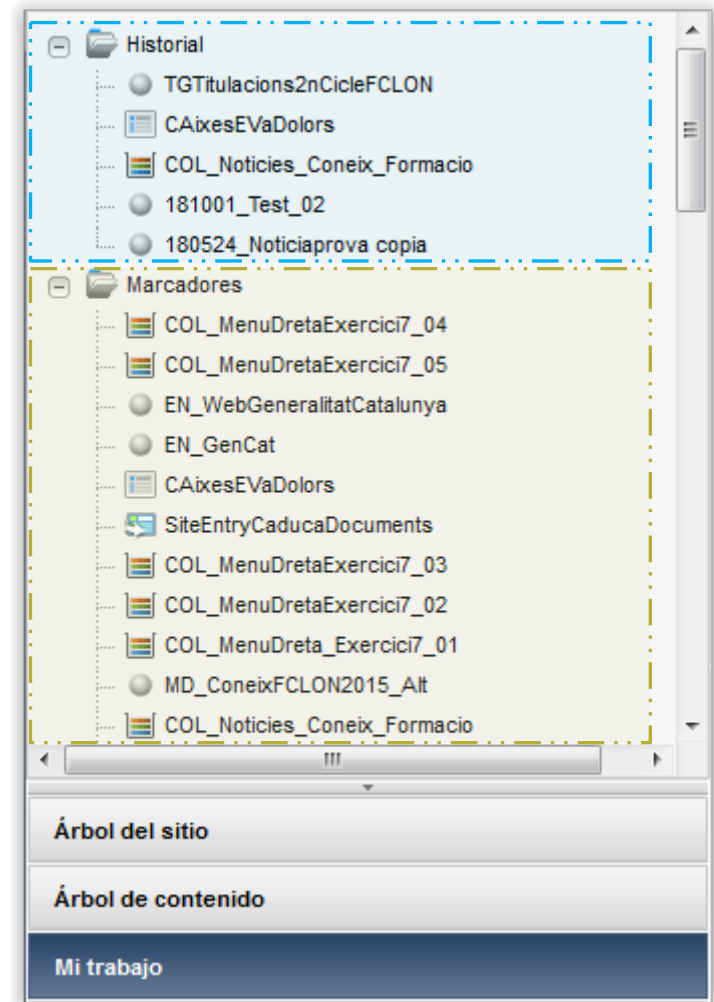 Historial
TGTitulacions2nCicleFCLON
CAixesEVaDolors
COL_Noticies_Coneix_Formacio
181001_Test_02
180524_Noticiaprova copia
Marcadores
COL_MenuDretaExercici7_04
COL_MenuDretaExercici7_05
EN_WebGeneralitatCatalunya
EN_GenCat
CAixesEVaDolors
SiteEntryCaducaDocuments
COL_MenuDretaExercici7_03
COL_MenuDretaExercici7_02
COL_MenuDreta_Exercici7_01
MD_ConeixFCLON2015_Alt
COL_Noticies_Coneix_Formacio
Árbol del sitio
Árbol de contenido
Mi trabajo